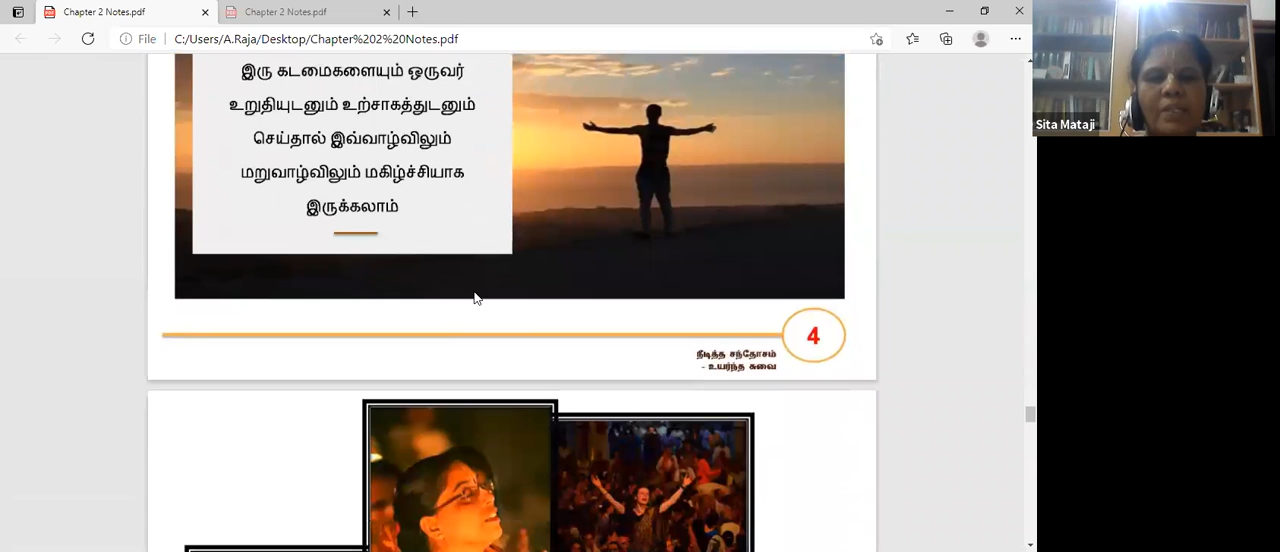 Chapter 2 Notes.pdf
Chapter 2 Notes.pdf
File
C:/Users/A.Raja/Desktop/Chapter%202%20Notes.pdf
Sita Mataji
இரு கடமைகளையும் ஒருவர்
உறுதியுடனும் உற்சாகத்துடனும்
செய்தால் இவ்வாழ்விலும்
மறுவாழ்விலும் மகிழ்ச்சியாக
இருக்கலாம்
4
நீடித்த சந்தோசம்
- உயர்ந்த சுவை